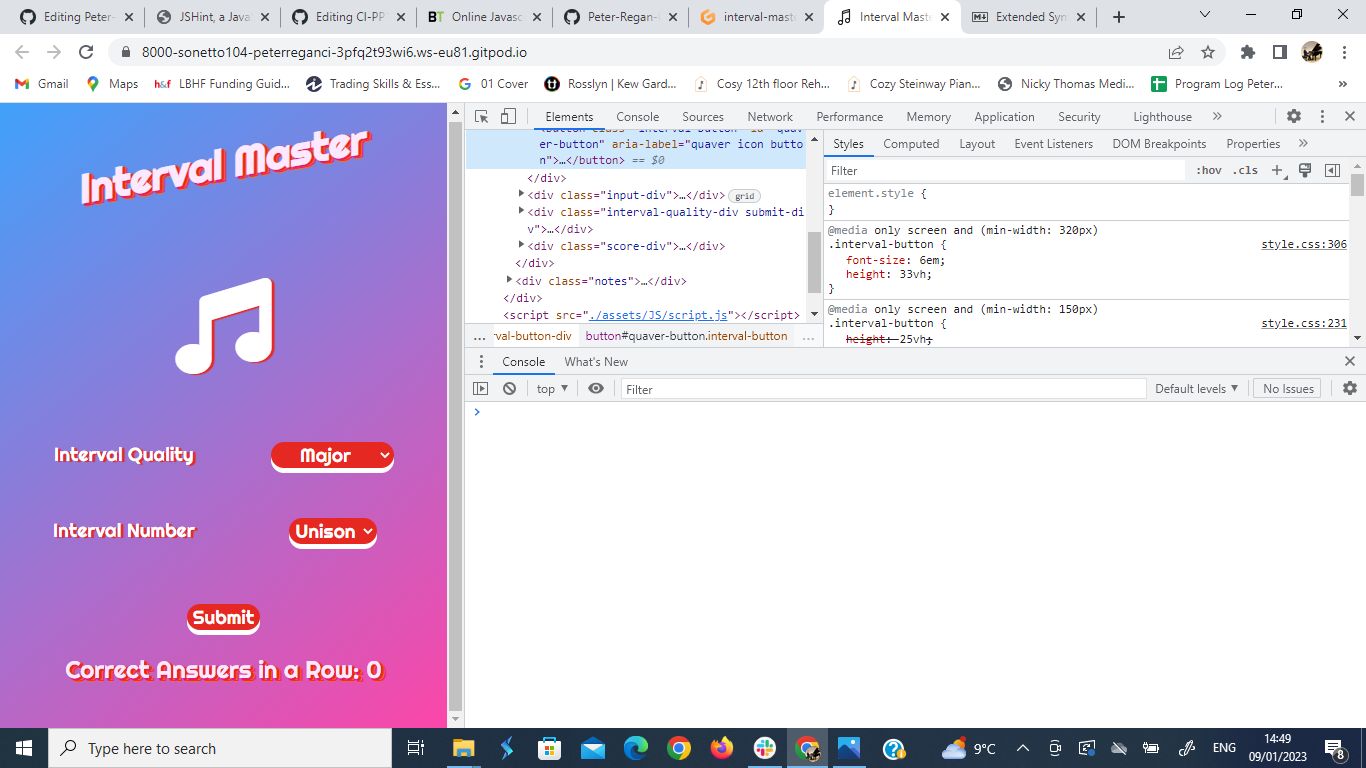 Editing Peter-
JSHint, a Java
Editing CI-PP
Online Javasc
Peter-Regan-
interval-mast
Interval Mast
Extended Syn
8000-sonetto104-peterreganci-3pfq2t93wi6.ws-eu81.gitpod.io
Gmail
Maps
h&f
LBHF Funding Guid...
Trading Skills & Ess...
01 Cover
Rosslyn | Kew Gard...
Cosy 12th floor Reh...
Cozy Steinway Pian...
Nicky Thomas Medi...
Program Log Peter...
»
Interval Master
Interval Quality
Major
Interval Number
Unison
Submit
Correct Answers in a Row: 0
Elements
Console
Sources
Network
Performance
Memory
Application
Security
Lighthouse
»
<button class="interval-button" id="quav
er-button" aria-label="quaver icon butto
n">…</button> == $0
</div>
<div class="input-div">…</div> grid
<div class="interval-quality-div submit-di
v">…</div>
<div class="score-div">…</div>
</div>
<div class="notes">…</div>
</div>
<script src="./assets/JS/script.js"></script>
... rval-button-div button#quaver-button.interval-button ...
Styles
Computed
Layout
Event Listeners
DOM Breakpoints
Properties
»
Filter
:hov
.cls
element.style {
}
@media only screen and (min-width: 320px)
.interval-button { style.css:306
font-size: 6em;
height: 33vh;
}
@media only screen and (min-width: 150px)
.interval-button { style.css:231
height: 25vh;
Console
What's New
top
Filter
Default levels
No Issues
Type here to search
9°C
ENG
14:49
09/01/2023
8